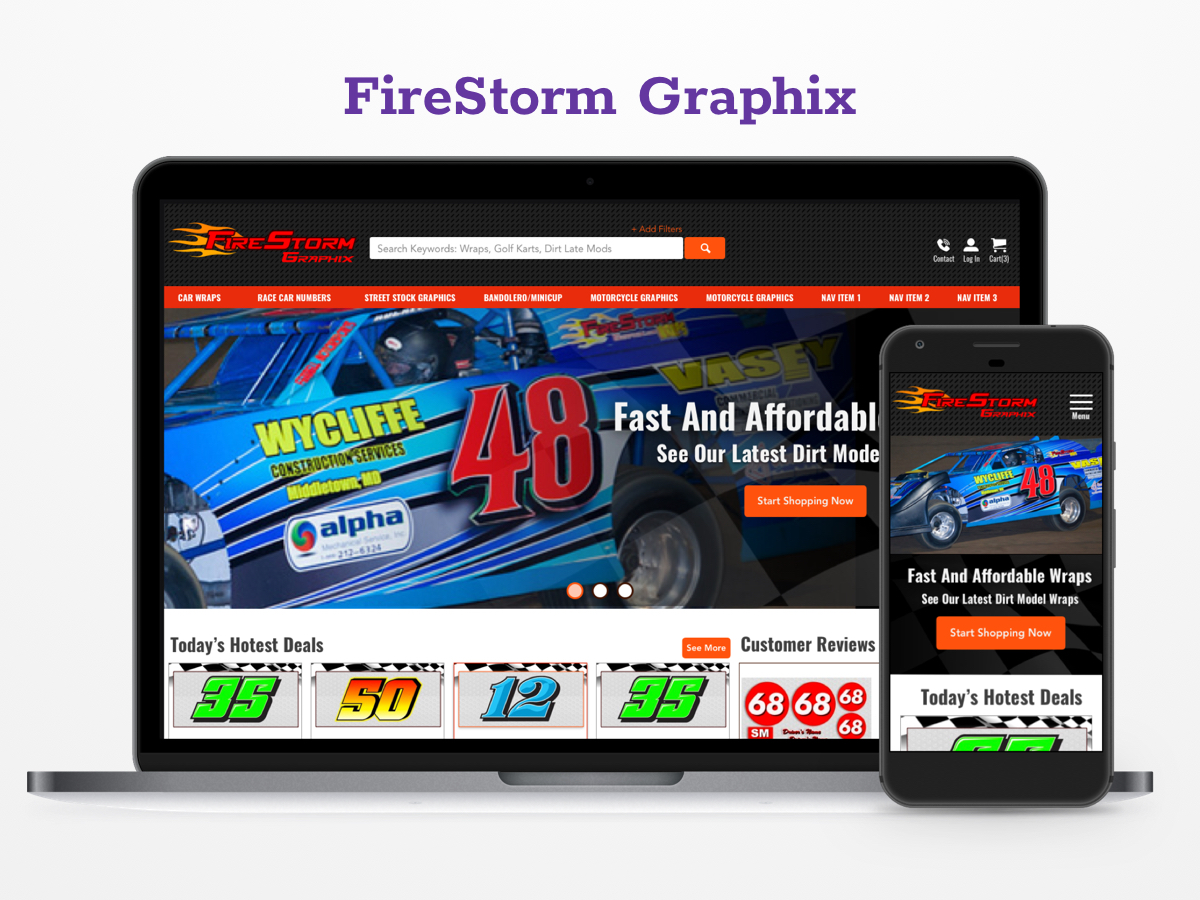 FireStorm Graphix
FireStorm
Graphix
+ Add Filters
Search Keywords: Wraps, Golf Karts, Dirt Late Mods
Contact
Log In
Cart(3)
CAR WRAPS
RACE CAR NUMBERS
STREET STOCK GRAPHICS
BANDOLERO/MINICUP
MOTORCYCLE GRAPHICS
MOTORCYCLE GRAPHICS
NAV ITEM 1
NAV ITEM 2
NAV ITEM 3
FireStorm
VASEY
COMMERCIAL
WYCLIFFE
CONSTRUCTION SERVICES
Middletown, MD
48
alpha
Mechanical Service, Inc.
212-6324
Fast And Affordabl
See Our Latest Dirt Mode
Start Shopping Now
Today's Hotest Deals
See More
Customer Reviews
35
50
12
35
68
68
68
68
SM
Driver's Name
FireStorm
Graphix
Menu
WYCLIFFE
48
alpha
Fast And Affordable Wraps
See Our Latest Dirt Model Wraps
Start Shopping Now
Today's Hotest Deals